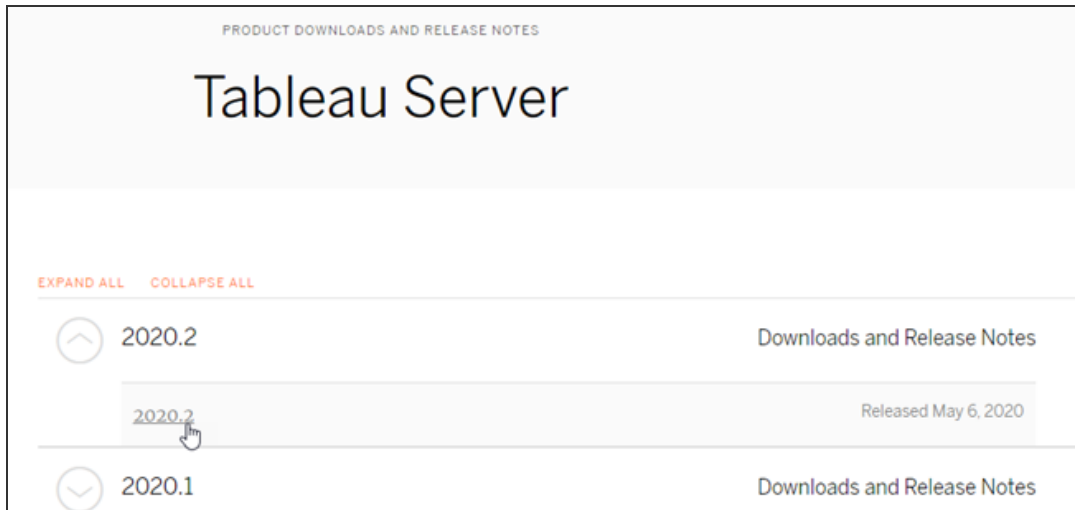 PRODUCT DOWNLOADS AND RELEASE NOTES
Tableau Server
EXPAND ALL COLLAPSE ALL
2020.2 Downloads and Release Notes
2020.2 Released May 6, 2020
2020.1 Downloads and Release Notes